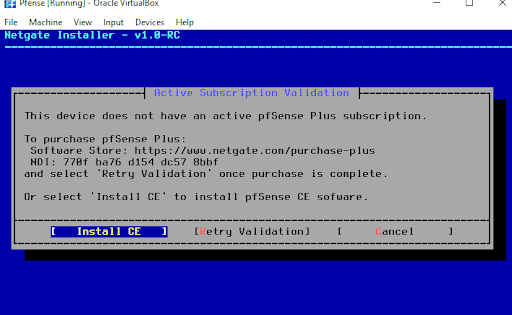 Pfense [Running] - Oracle VirtualBox
File Machine View Input Devices Help
Netgate Installer - v1.0-RC
Active Subscription Validation
This device does not have an active pfSense Plus subscription.
To purchase pfSense Plus:
Software Store: https://www.netgate.com/purchase-plus
NDI: 770f ba76 d154 dc57 8bbf
and select 'Retry Validation' once purchase is complete.
Or select 'Install CE' to install pfSense CE sofware.
[ Install CE ] [Retry Validation] [ Cancel ]